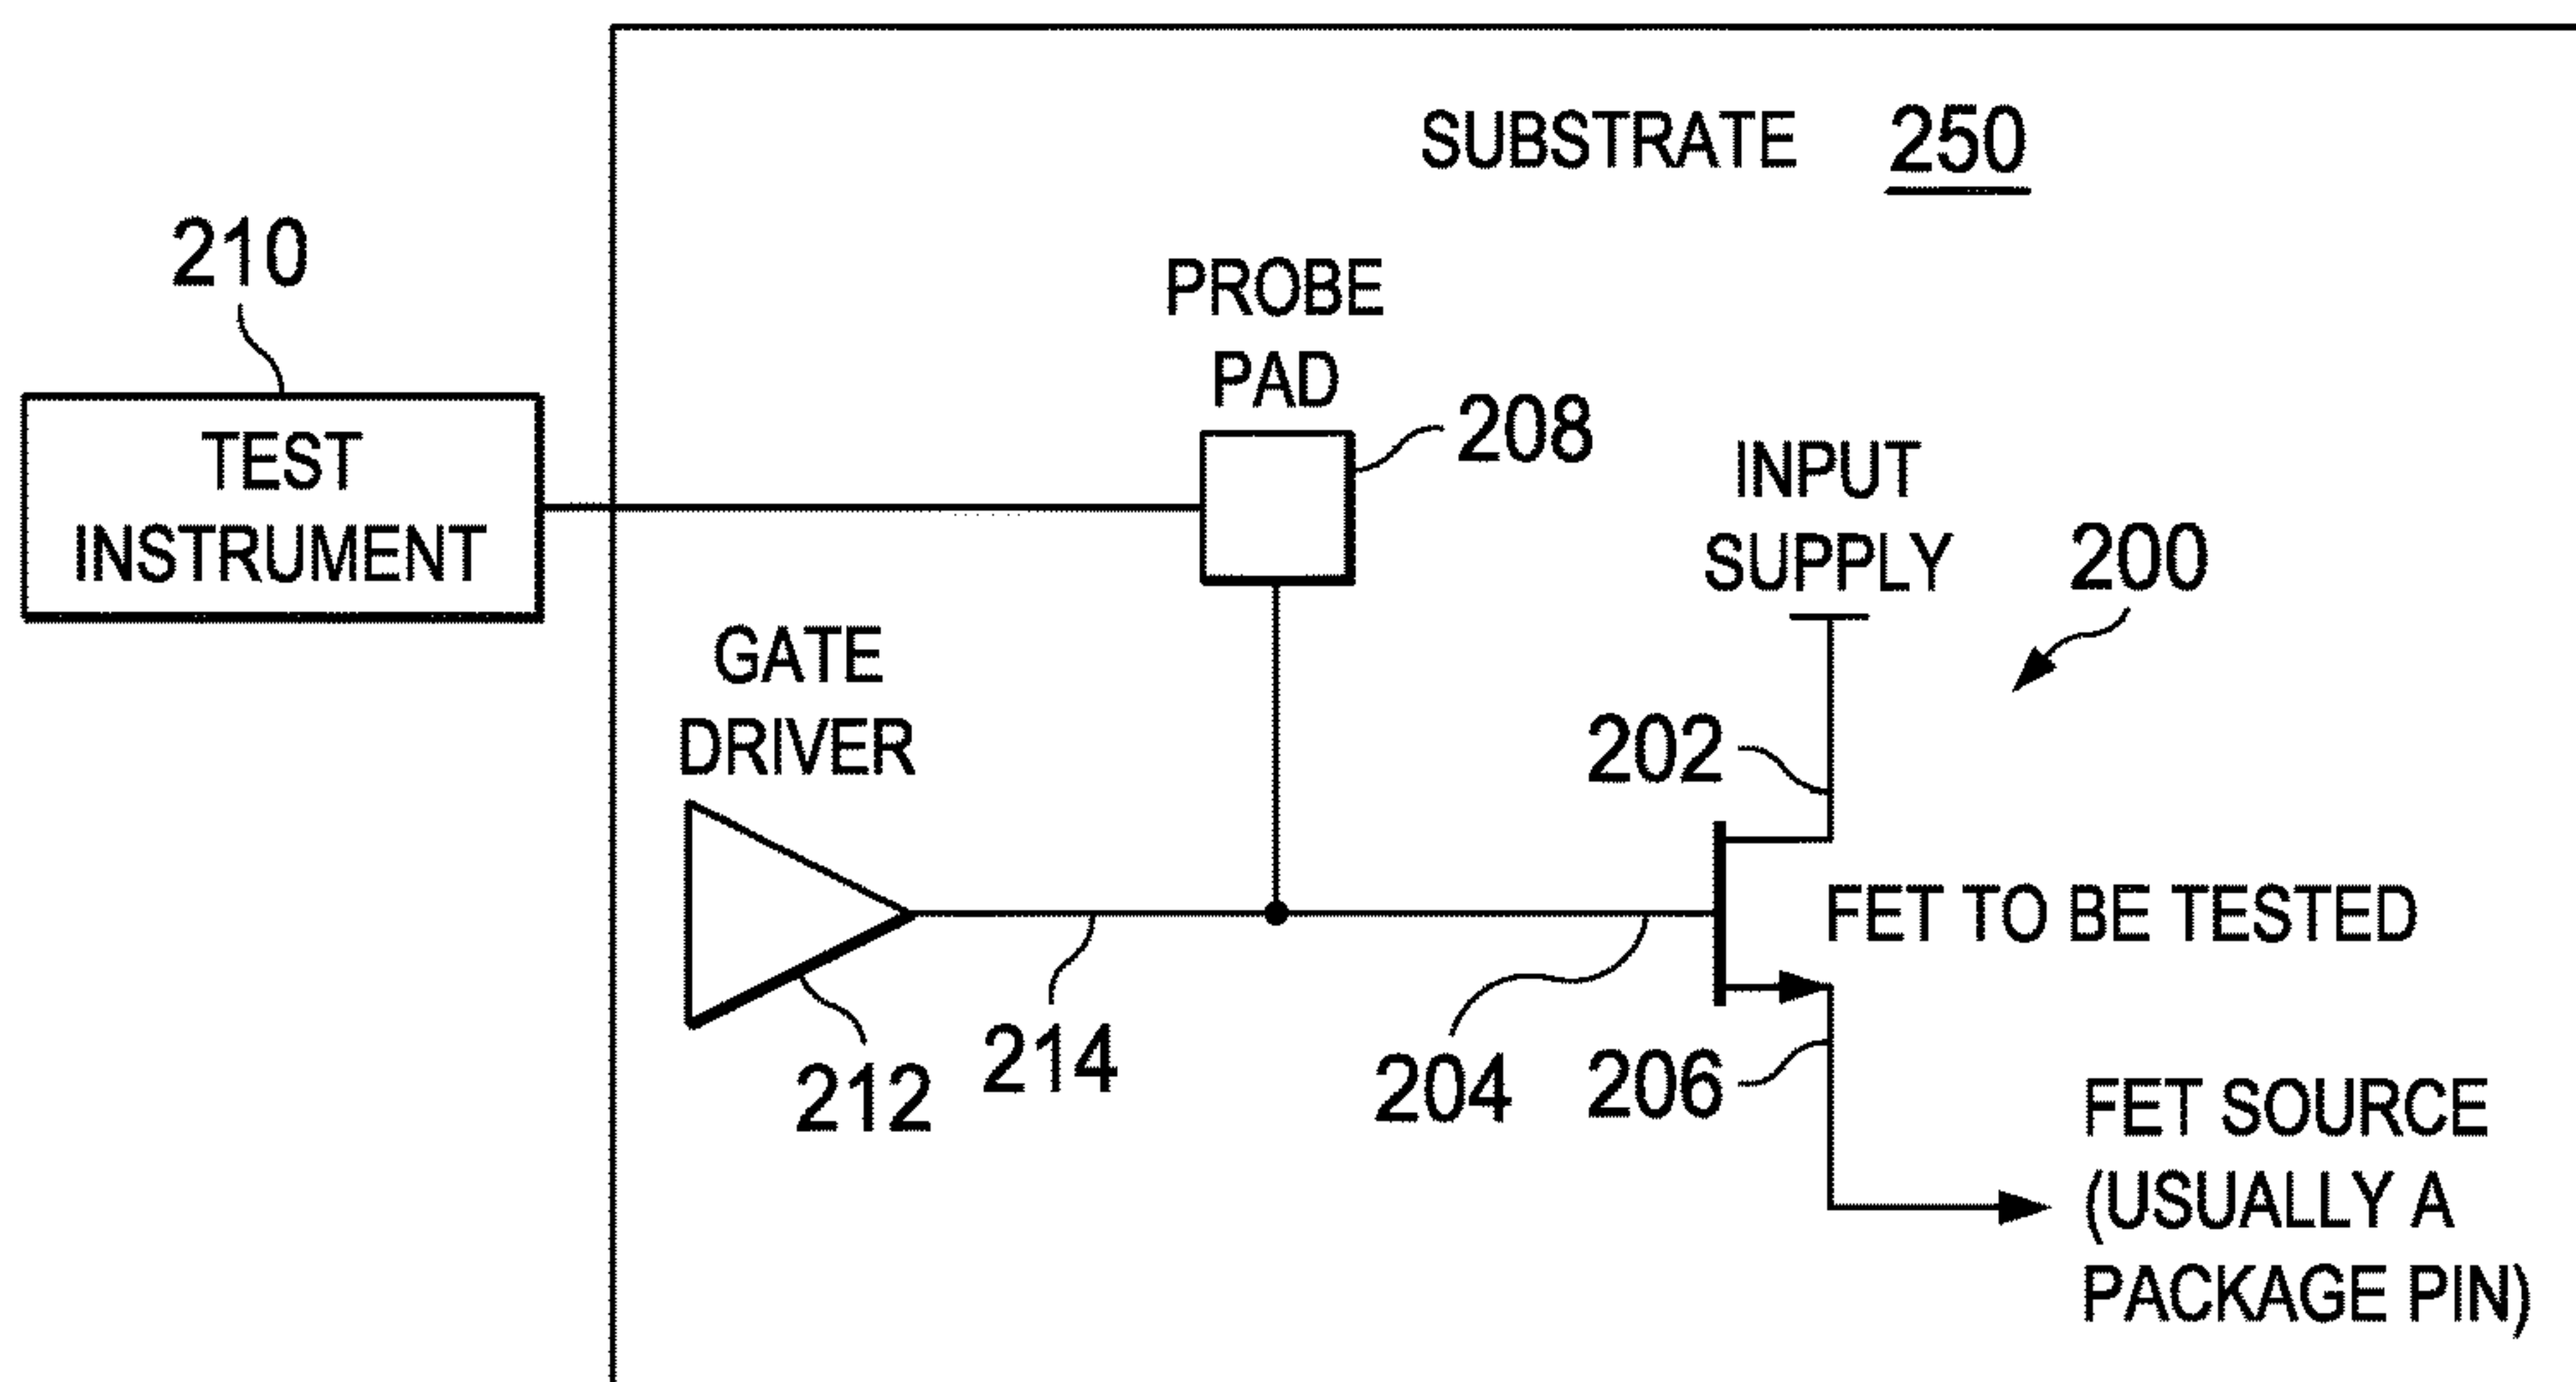 SUBSTRATE 250
210
TEST
INSTRUMENT
PROBE
PAD
208
INPUT
SUPPLY
200
GATE
DRIVER
202
FET TO BE TESTED
212
214
204
206
FET SOURCE
(USUALLY A
PACKAGE PIN)